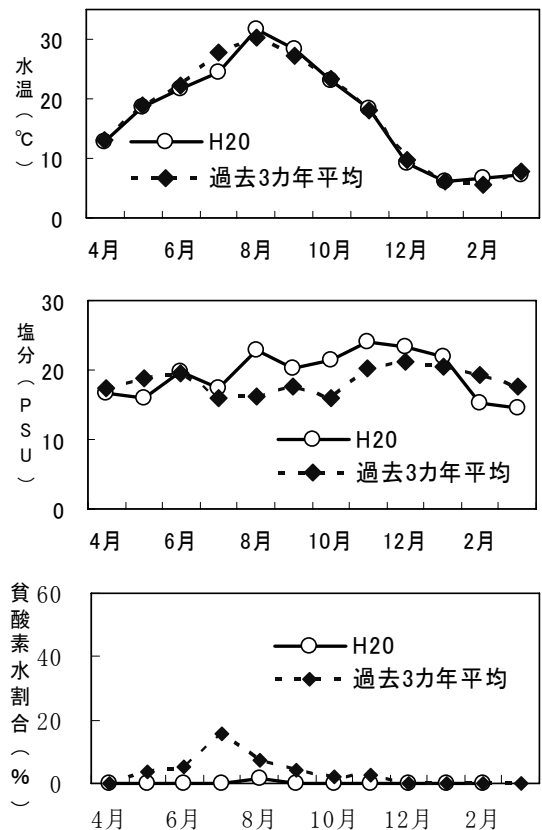 水温（℃）
30
20
10
0
H20
過去3カ年平均
4月 6月 8月 10月 12月 2月
塩分（PSU）
30
20
10
0
H20
過去3カ年平均
4月 6月 8月 10月 12月 2月
貧酸素水割合（%）
60
40
20
0
H20
過去3カ年平均
4月 6月 8月 10月 12月 2月